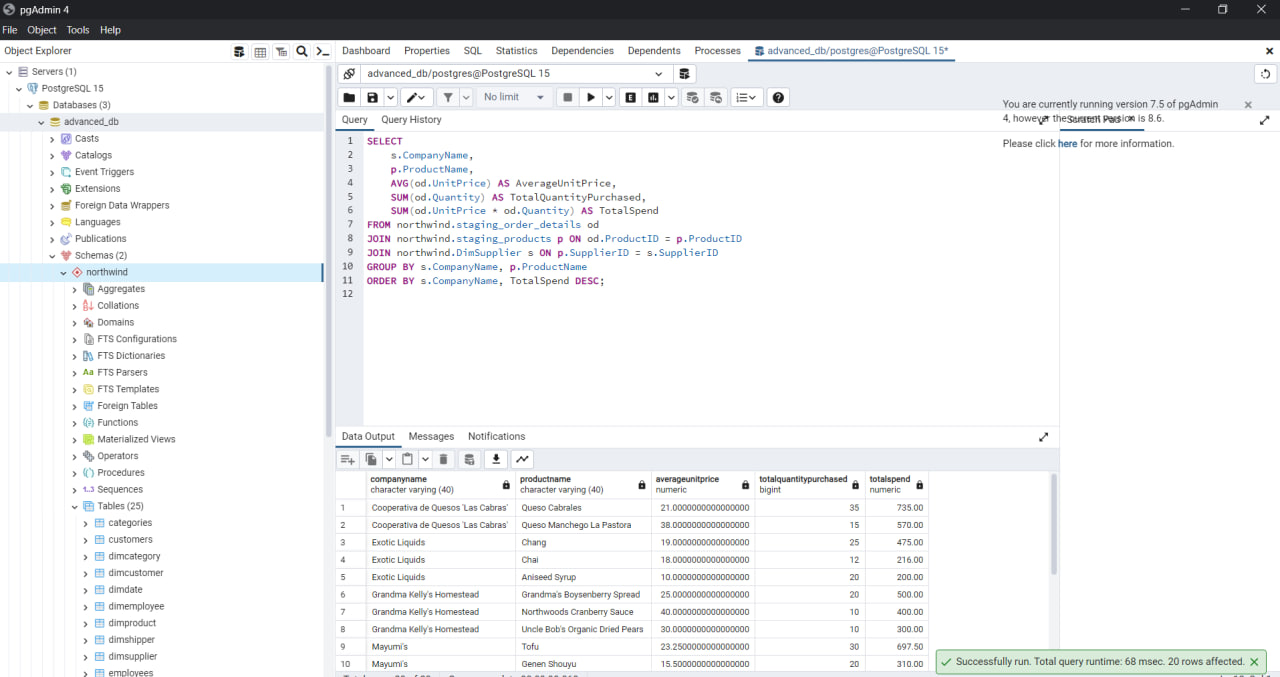 pgAdmin 4
File Object Tools Help
Object Explorer
Dashboard Properties SQL Statistics Dependencies Dependents Processes advanced_db/postgres@PostgreSQL 15*
Servers (1)
PostgreSQL 15
Databases (3)
advanced_db
Casts
Catalogs
Event Triggers
Extensions
Foreign Data Wrappers
Languages
Publications
Schemas (2)
northwind
Aggregates
Collations
Domains
FTS Configurations
FTS Dictionaries
FTS Parsers
FTS Templates
Foreign Tables
Functions
Materialized Views
Operators
Procedures
Sequences
Tables (25)
categories
customers
dimcategory
dimcustomer
dimdate
dimemployee
dimproduct
dimshipper
dimsupplier
employees
advanced_db/postgres@PostgreSQL 15
No limit
Query Query History
Scratch Pad
You are currently running version 7.5 of pgAdmin
4, however the current version is 8.6.
Please click here for more information.
1 SELECT
2 s.CompanyName,
3 p.ProductName,
4 AVG(od.UnitPrice) AS AverageUnitPrice,
5 SUM(od.Quantity) AS TotalQuantityPurchased,
6 SUM(od.UnitPrice * od.Quantity) AS TotalSpend
7 FROM northwind.staging_order_details od
8 JOIN northwind.staging_products p ON od.ProductID = p.ProductID
9 JOIN northwind.DimSupplier s ON p.SupplierID = s.SupplierID
10 GROUP BY s.CompanyName, p.ProductName
11 ORDER BY s.CompanyName, TotalSpend DESC;
12
Data Output Messages Notifications
companyname productname averageunitprice totalquantitypurchased totalspend
character varying (40) character varying (40) numeric bigint numeric
1 Cooperativa de Quesos 'Las Cabras' Queso Cabrales 21.0000000000000000 35 735.00
2 Cooperativa de Quesos 'Las Cabras' Queso Manchego La Pastora 38.0000000000000000 15 570.00
3 Exotic Liquids Chang 19.0000000000000000 25 475.00
4 Exotic Liquids Chai 18.0000000000000000 12 216.00
5 Exotic Liquids Aniseed Syrup 10.0000000000000000 20 200.00
6 Grandma Kelly's Homestead Grandma's Boysenberry Spread 25.0000000000000000 20 500.00
7 Grandma Kelly's Homestead Northwoods Cranberry Sauce 40.0000000000000000 10 400.00
8 Grandma Kelly's Homestead Uncle Bob's Organic Dried Pears 30.0000000000000000 10 300.00
9 Mayumi's Tofu 23.2500000000000000 30 697.50
10 Mayumi's Genen Shouyu 15.5000000000000000 20 310.00
Successfully run. Total query runtime: 68 msec. 20 rows affected.